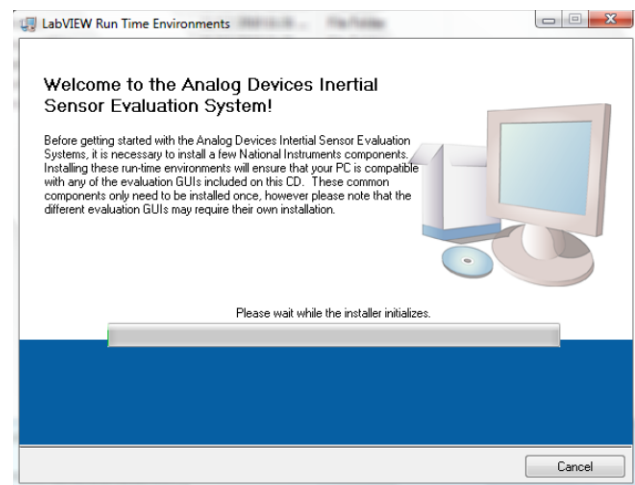 LabVIEW Run Time Environments
Welcome to the Analog Devices Inertial
Sensor Evaluation System!
Before getting started with the Analog Devices Intertial Sensor Evaluation
Systems, it is necessary to install a few National Instruments components.
Installing these run-time environments will ensure that your PC is compatible
with any of the evaluation GUIs included on this CD.  These common
components only need to be installed once, however please note that the
different evaluation GUIs may require their own installation.
Please wait while the installer initializes.
Cancel